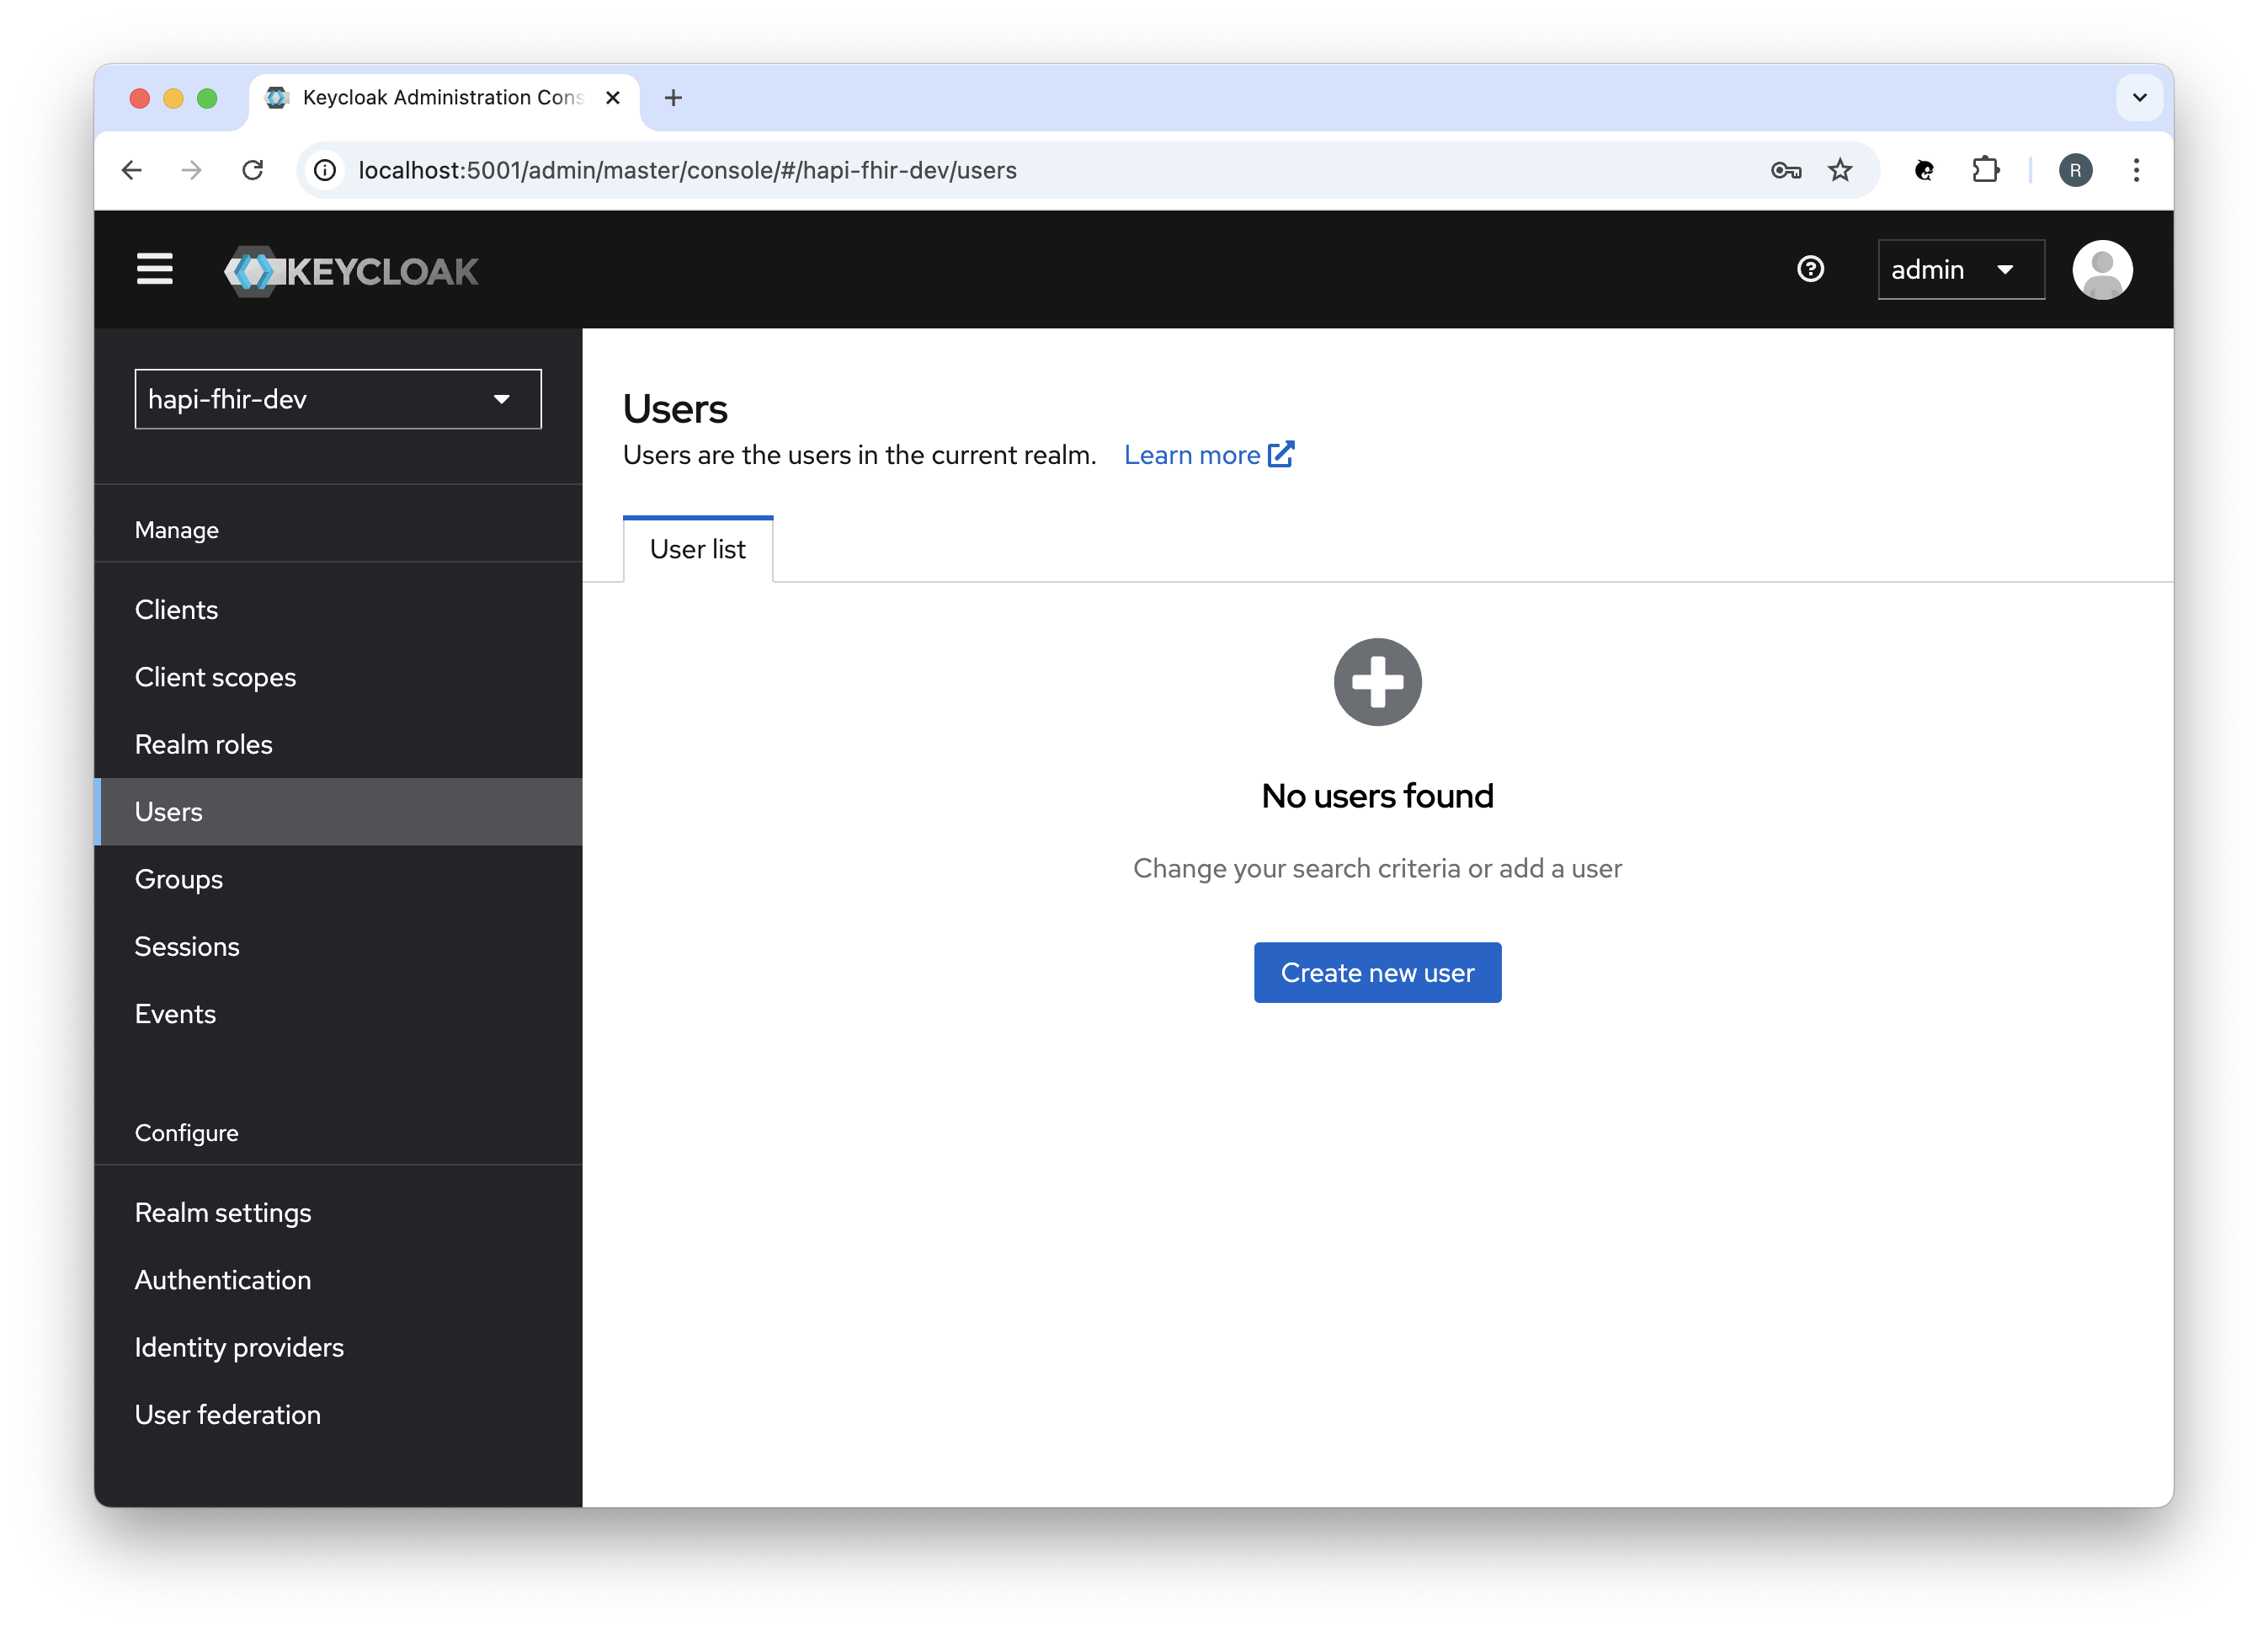 Keycloak Administration Cons
localhost:5001/admin/master/console/#/hapi-fhir-dev/users
R
KEYCLOAK
admin
hapi-fhir-dev
Manage
Clients
Client scopes
Realm roles
Users
Groups
Sessions
Events
Configure
Realm settings
Authentication
Identity providers
User federation
Users
Users are the users in the current realm. Learn more
User list
No users found
Change your search criteria or add a user
Create new user